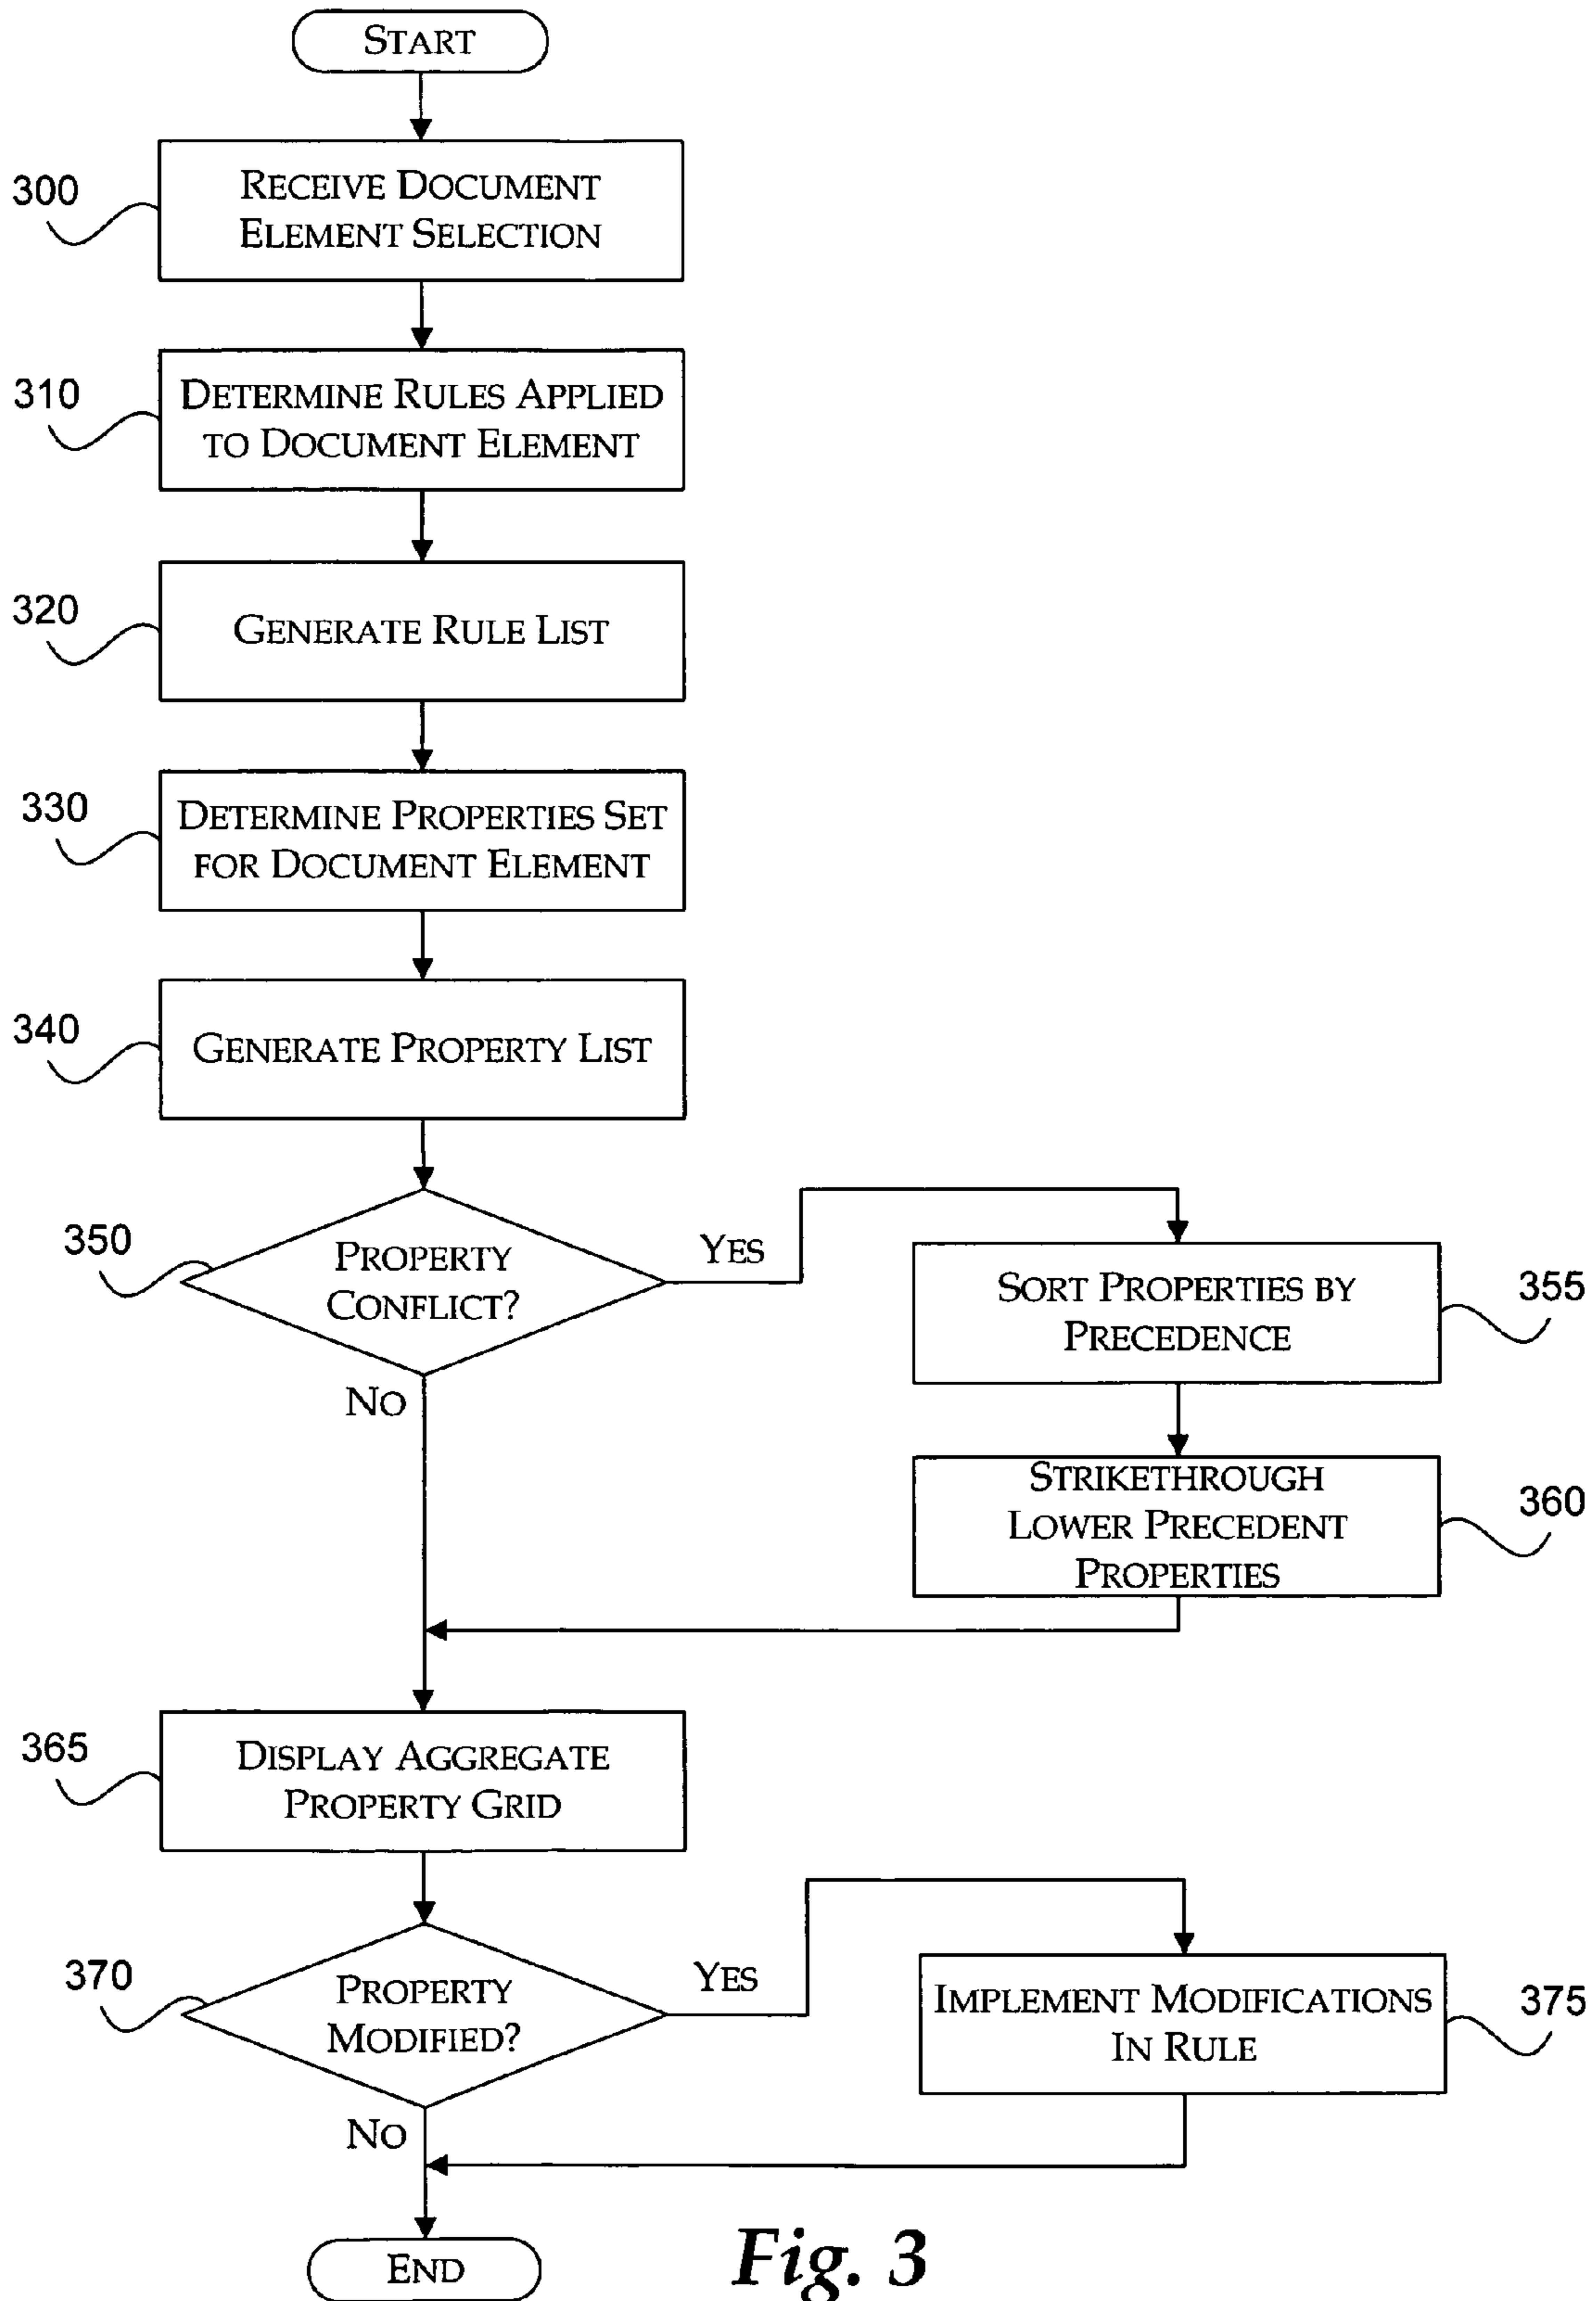 START
300
RECEIVE DOCUMENT
ELEMENT SELECTION
310
DETERMINE RULES APPLIED
TO DOCUMENT ELEMENT
320
GENERATE RULE LIST
330
DETERMINE PROPERTIES SET
FOR DOCUMENT ELEMENT
340
GENERATE PROPERTY LIST
350
PROPERTY
CONFLICT?
YES
NO
SORT PROPERTIES BY
PRECEDENCE
355
STRIKETHROUGH
LOWER PRECEDENT
PROPERTIES
360
365
DISPLAY AGGREGATE
PROPERTY GRID
370
PROPERTY
MODIFIED?
YES
NO
IMPLEMENT MODIFICATIONS
IN RULE
375
END
Fig. 3